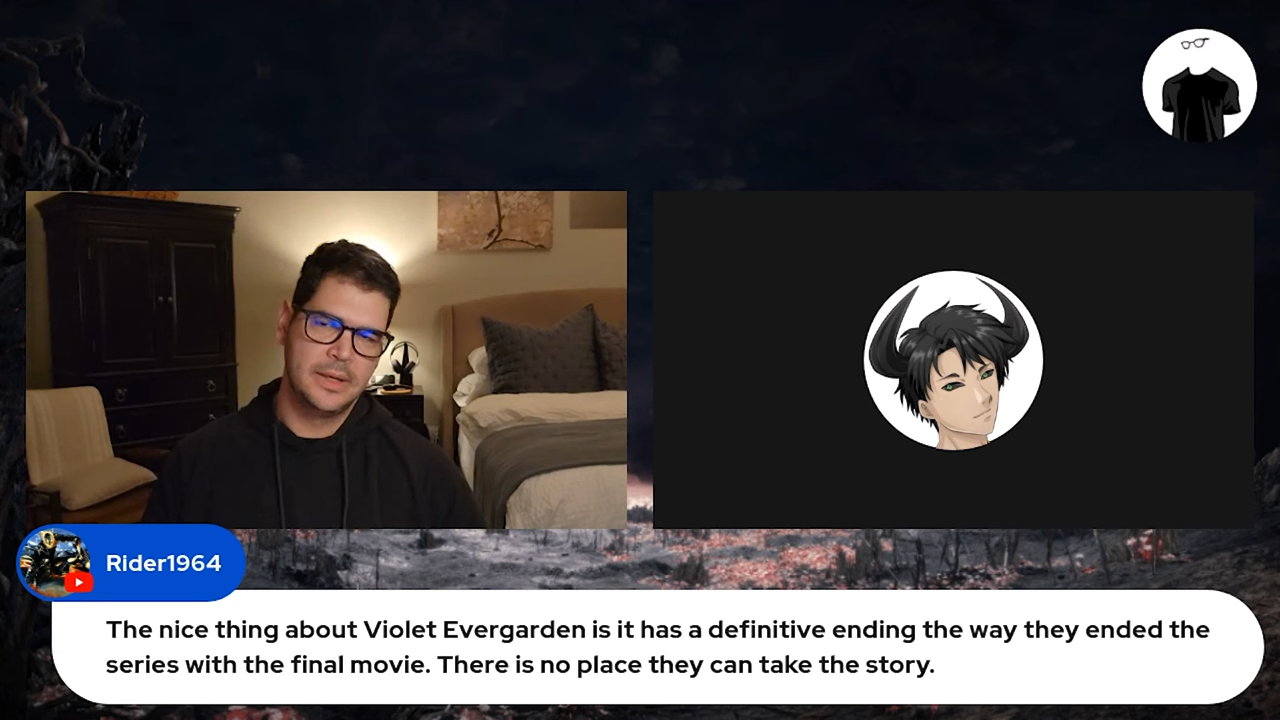 Rider1964
The nice thing about Violet Evergarden is it has a definitive ending the way they ended the
series with the final movie. There is no place they can take the story.